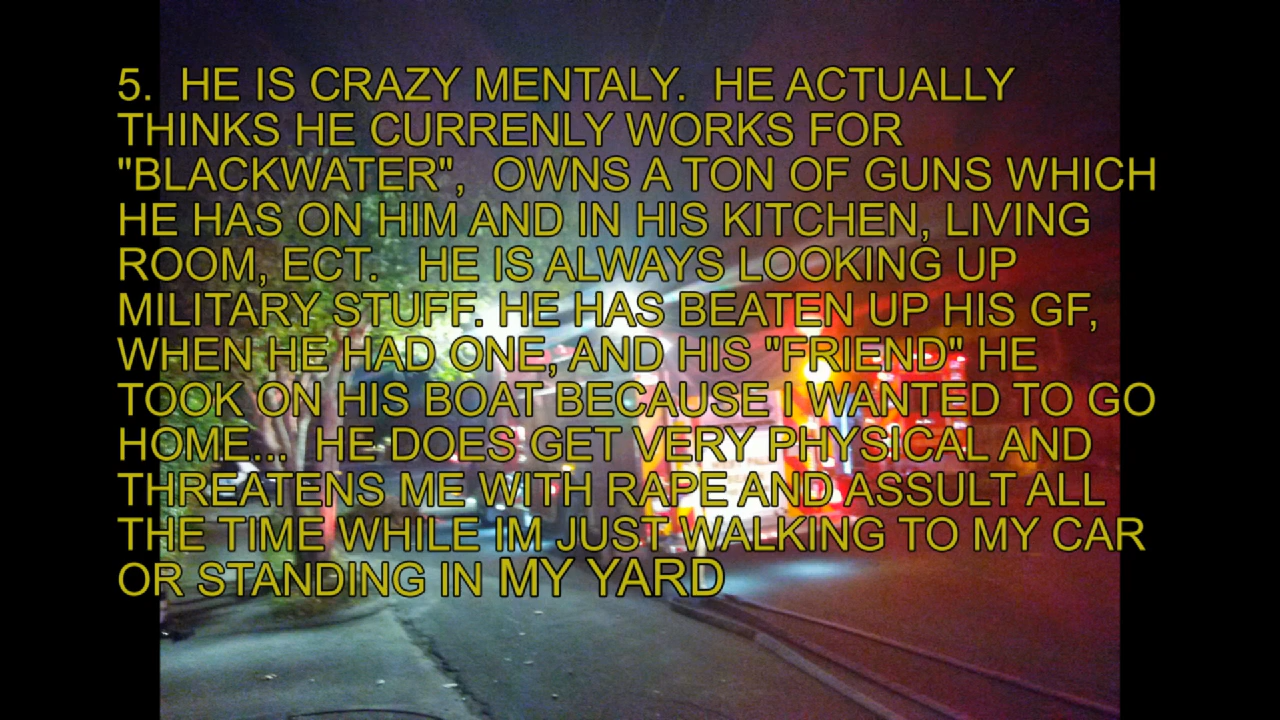 5.  HE IS CRAZY MENTALY.  HE ACTUALLY
THINKS HE CURRENLY WORKS FOR
"BLACKWATER",  OWNS A TON OF GUNS WHICH
HE HAS ON HIM AND IN HIS KITCHEN, LIVING
ROOM, ECT.   HE IS ALWAYS LOOKING UP
MILITARY STUFF. HE HAS BEATEN UP HIS GF,
WHEN HE HAD ONE, AND HIS "FRIEND" HE
TOOK ON HIS BOAT BECAUSE I WANTED TO GO
HOME...  HE DOES GET VERY PHYSICAL AND
THREATENS ME WITH RAPE AND ASSULT ALL
THE TIME WHILE IM JUST WALKING TO MY CAR
OR STANDING IN MY YARD